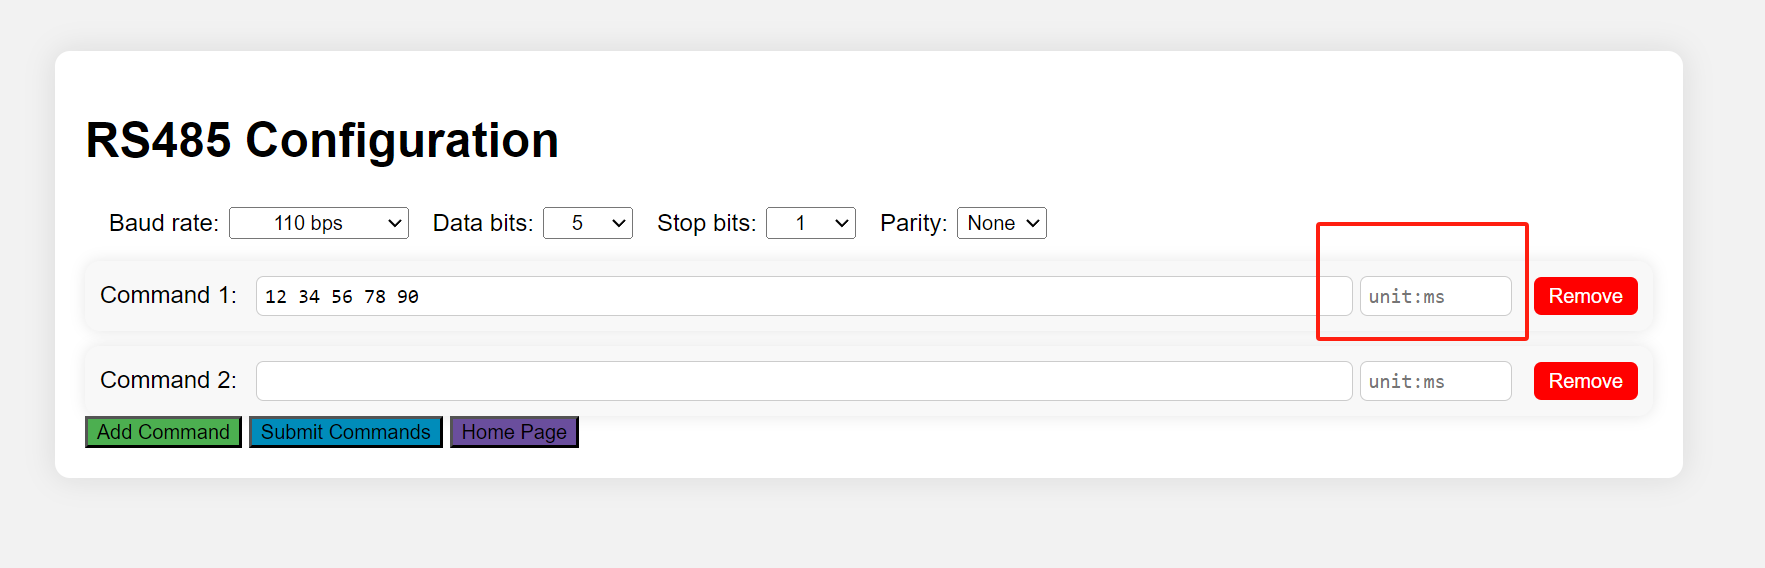 RS485 Configuration
Baud rate: 110 bps Data bits: 5 Stop bits: 1 Parity: None
Command 1: 12 34 56 78 90 unit:ms Remove
Command 2: unit:ms Remove
Add Command Submit Commands Home Page